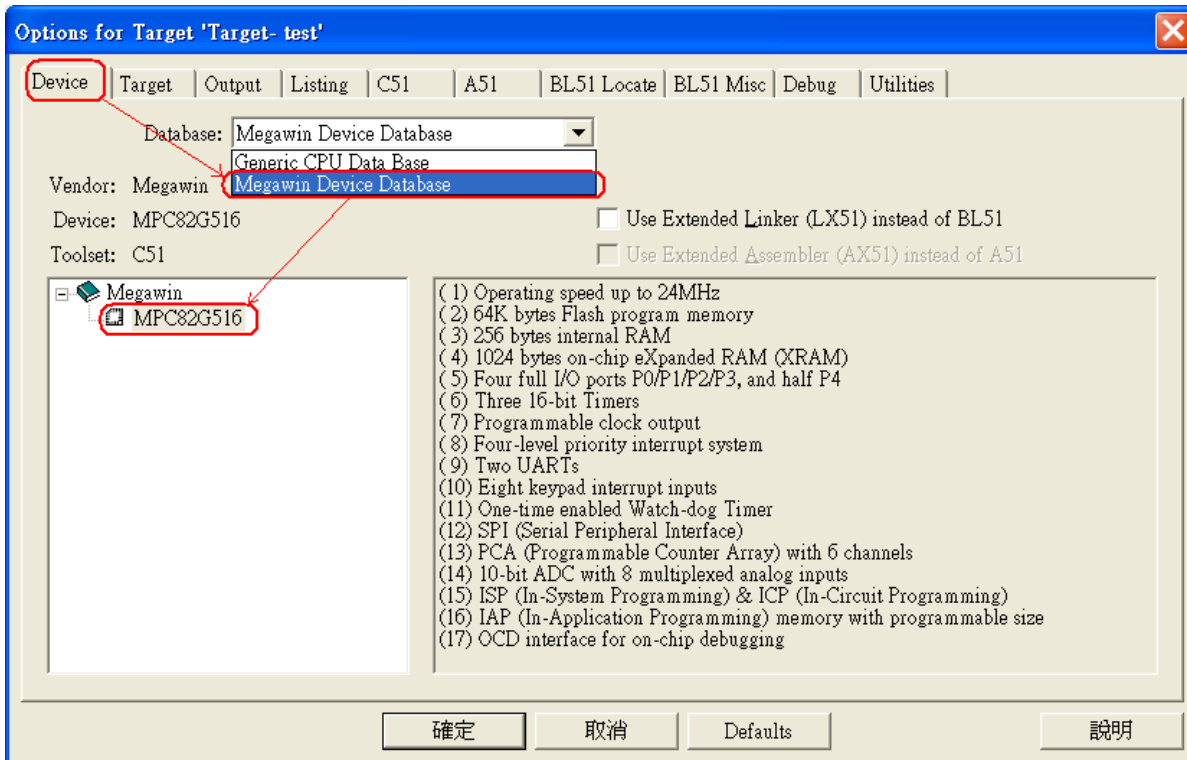 Options for Target 'Target- test'
Device Target Output Listing C51 A51 BL51 Locate BL51 Misc Debug Utilities
Database: Megawin Device Database
Generic CPU Data Base
Megawin Device Database
Vendor: Megawin
Device: MPC82G516
Use Extended Linker (LX51) instead of BL51
Toolset: C51
Use Extended Assembler (AX51) instead of A51
Megawin
MPC82G516
( 1) Operating speed up to 24MHz
( 2) 64K bytes Flash program memory
( 3) 256 bytes internal RAM
( 4) 1024 bytes on-chip eXpanded RAM (XRAM)
( 5) Four full I/O ports P0/P1/P2/P3, and half P4
( 6) Three 16-bit Timers
( 7) Programmable clock output
( 8) Four-level priority interrupt system
( 9) Two UARTs
(10) Eight keypad interrupt inputs
(11) One-time enabled Watch-dog Timer
(12) SPI (Serial Peripheral Interface)
(13) PCA (Programmable Counter Array) with 6 channels
(14) 10-bit ADC with 8 multiplexed analog inputs
(15) ISP (In-System Programming) & ICP (In-Circuit Programming)
(16) IAP (In-Application Programming) memory with programmable size
(17) OCD interface for on-chip debugging
確定 取消 Defaults 說明